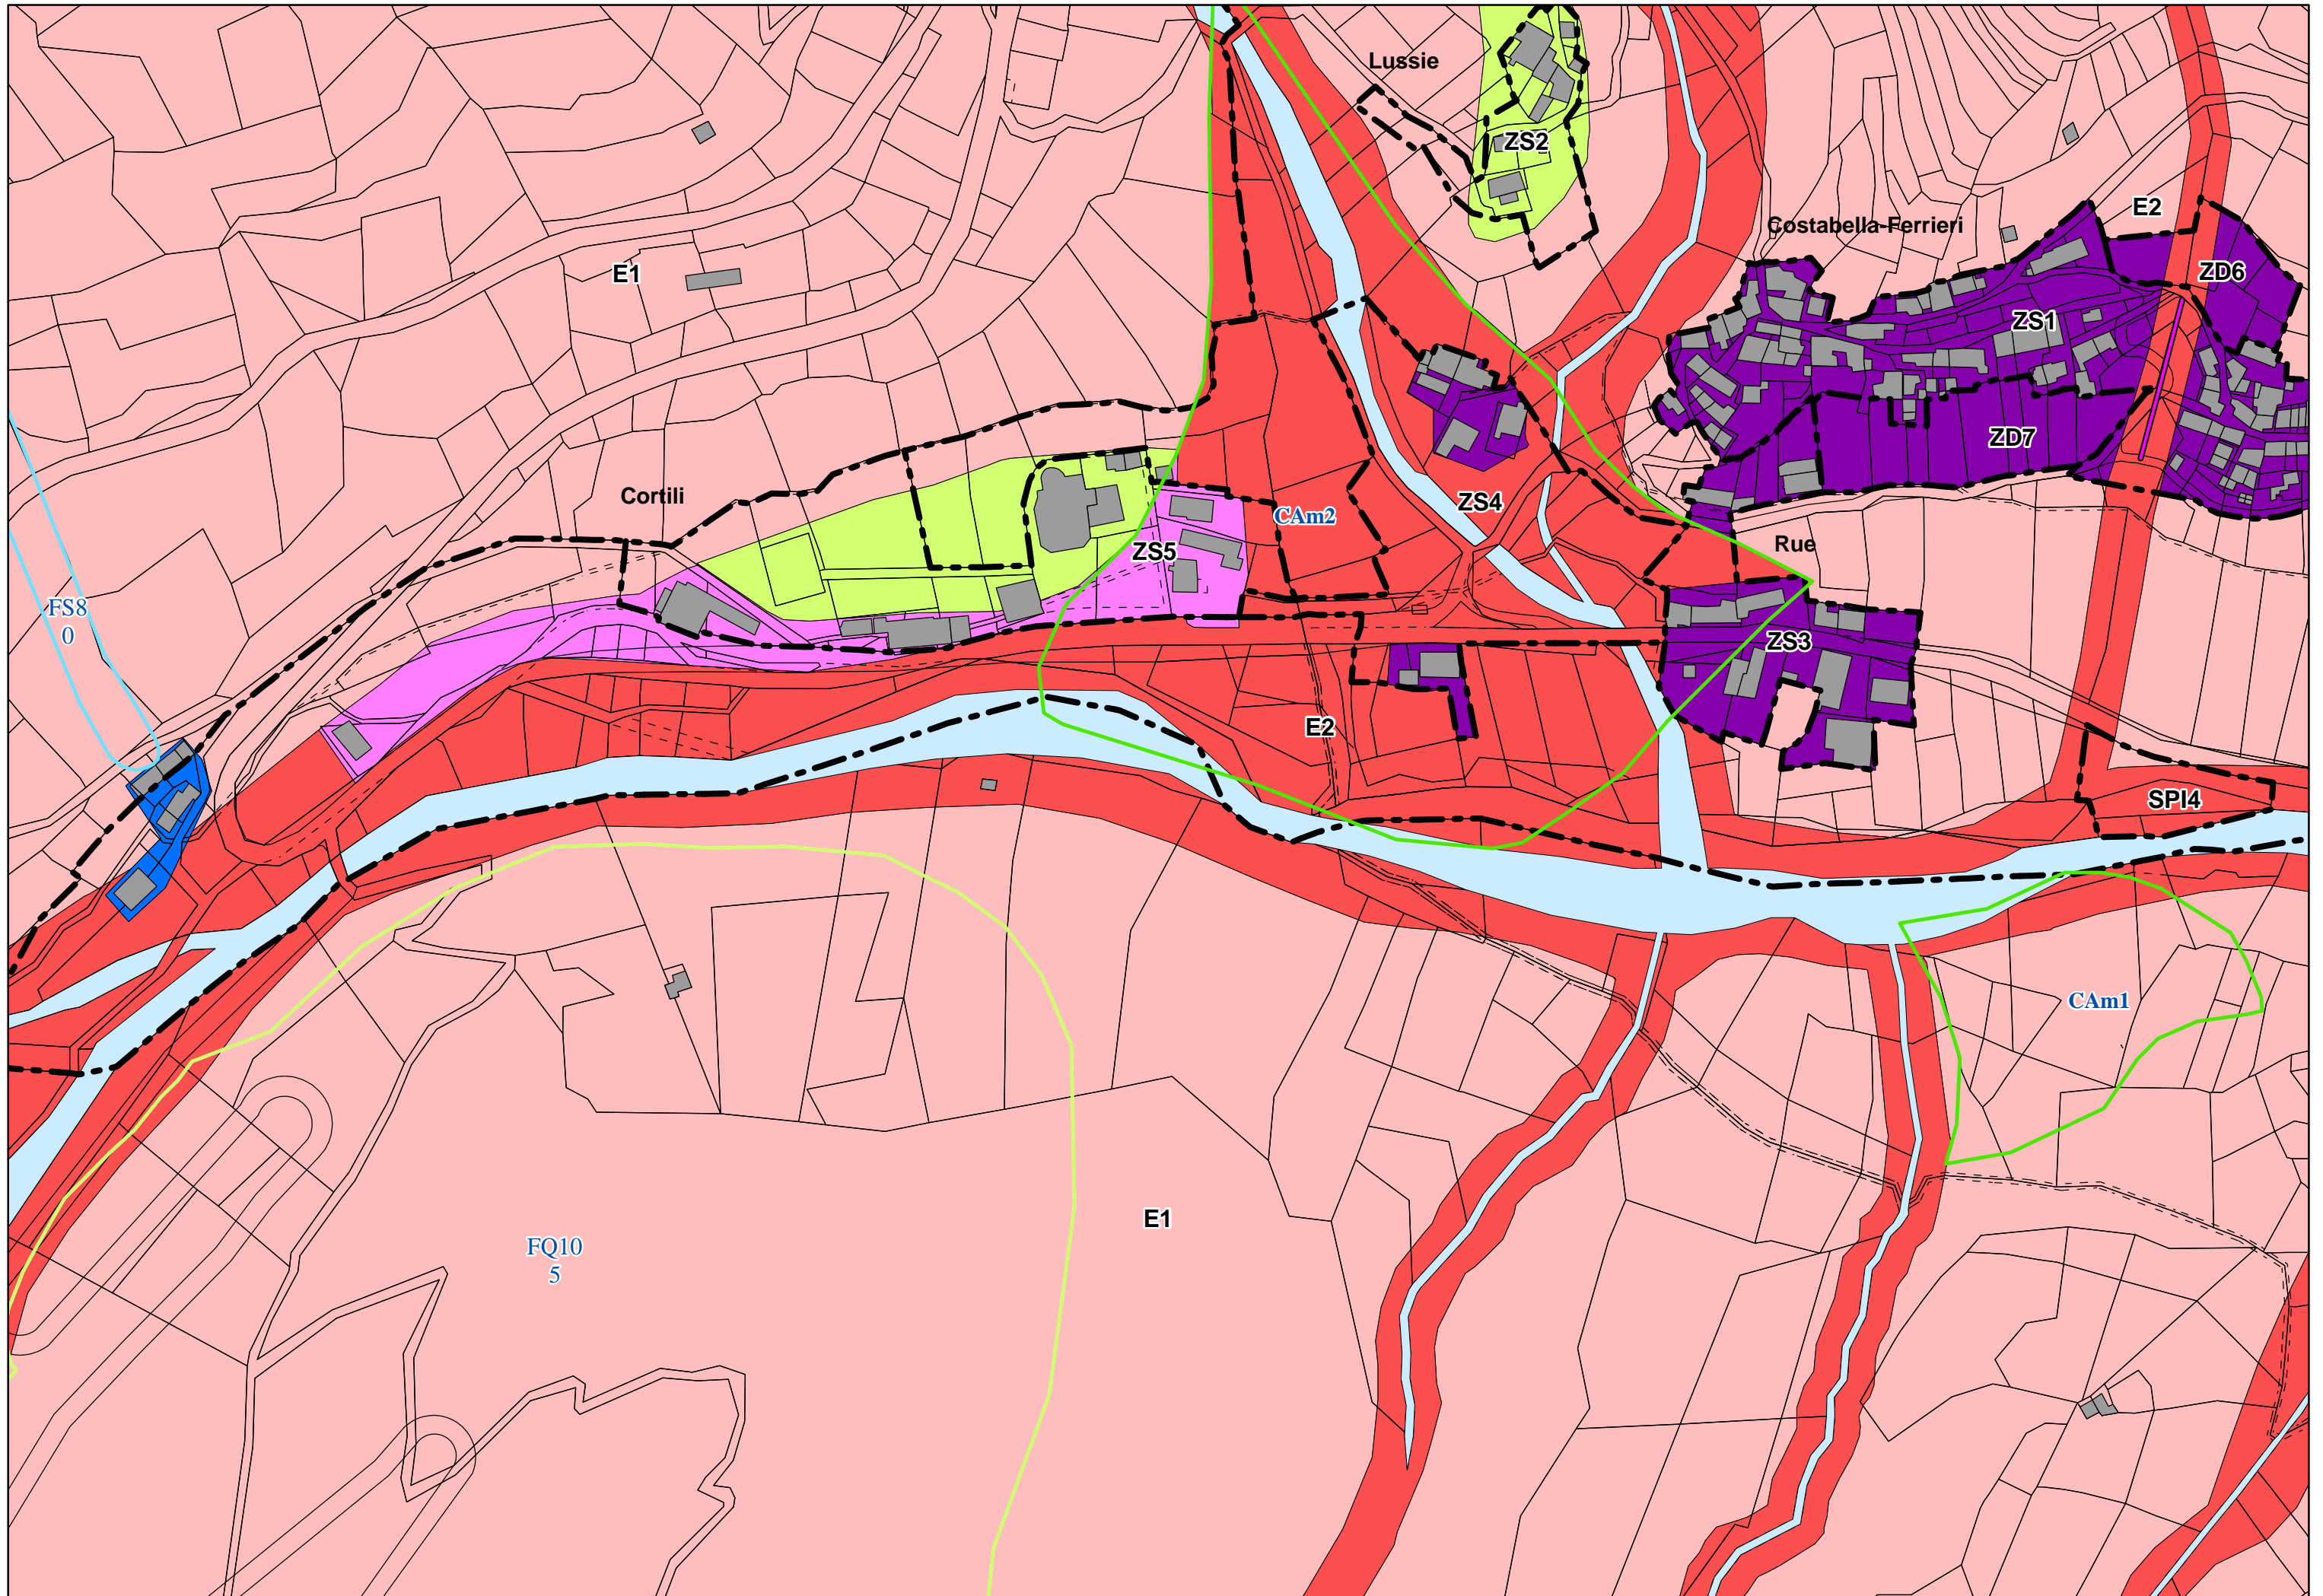 Lussie
ZS2
E2
Costabella-Ferrieri
E1
ZD6
ZS1
ZD7
Cortili
ZS4
CAm2
Rue
ZS5
FS8
0
ZS3
E2
SPI4
CAm1
E1
FQ10
5